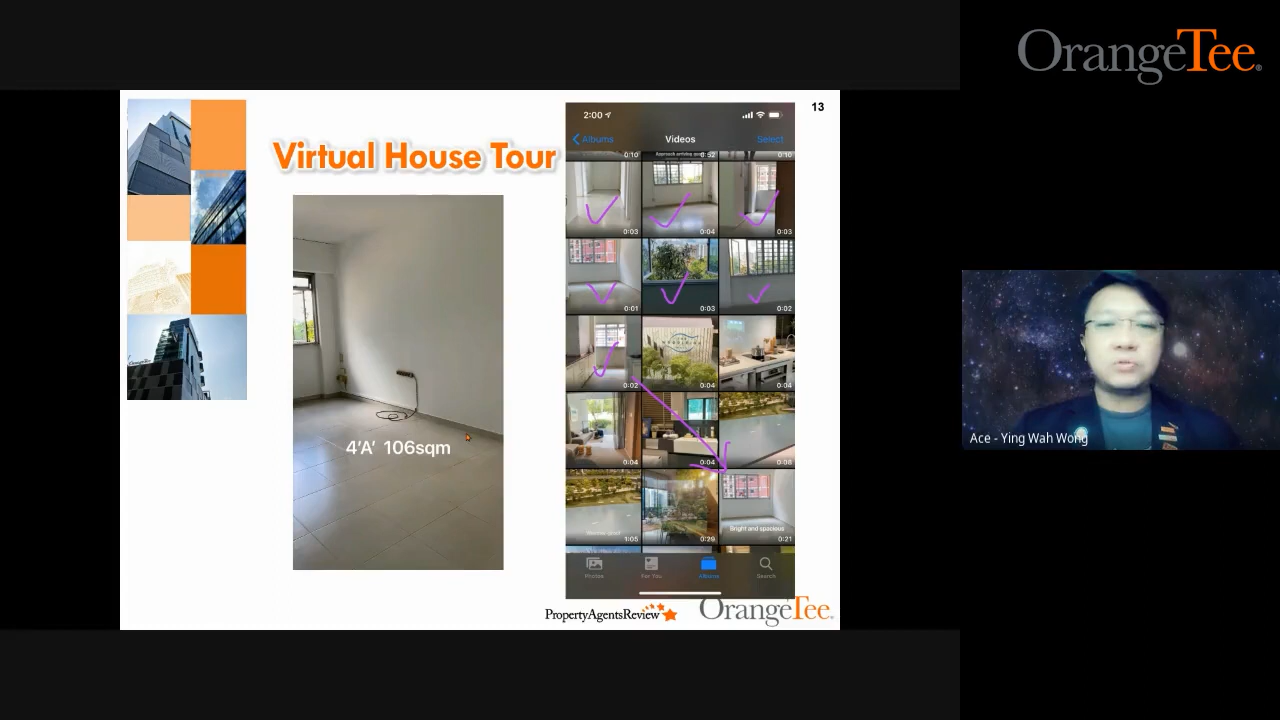 OrangeTee
13
Virtual House Tour
2:00
Albums
Videos
Select
0:10
0:52
0:10
0:03
0:04
0:03
0:01
0:03
0:02
0:02
0:04
0:04
0:04
0:04
0:08
Bright and spacious
1:05
0:29
0:21
Photos
For You
Albums
Search
4'A' 106sqm
PropertyAgentsReview
OrangeTee
Ace - Ying Wah Wong